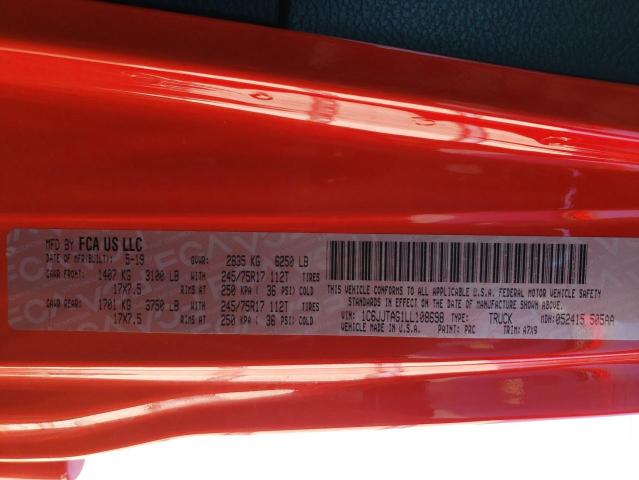 MFD BY FCA US LLC
DATE OF MFR(BUILT): 5-19 GVWR: 2835 KG 6250 LB
GAWR FRONT: 1407 KG 3100 LB WITH 245/75R17 112T TIRES
17X7.5 RIMS AT 250 KPA ( 36 PSI) COLD
GAWR REAR: 1701 KG 3750 LB WITH 245/75R17 112T TIRES
17X7.5 RIMS AT 250 KPA ( 36 PSI) COLD
THIS VEHICLE CONFORMS TO ALL APPLICABLE U.S.A. FEDERAL MOTOR VEHICLE SAFETY
STANDARDS IN EFFECT ON THE DATE OF MANUFACTURE SHOWN ABOVE.
VIN: 1C6JJTAG1LL108698 TYPE: TRUCK MDH: 052415 505AA
MADE IN U.S.A. PAINT: PRC TRIM: A7X9